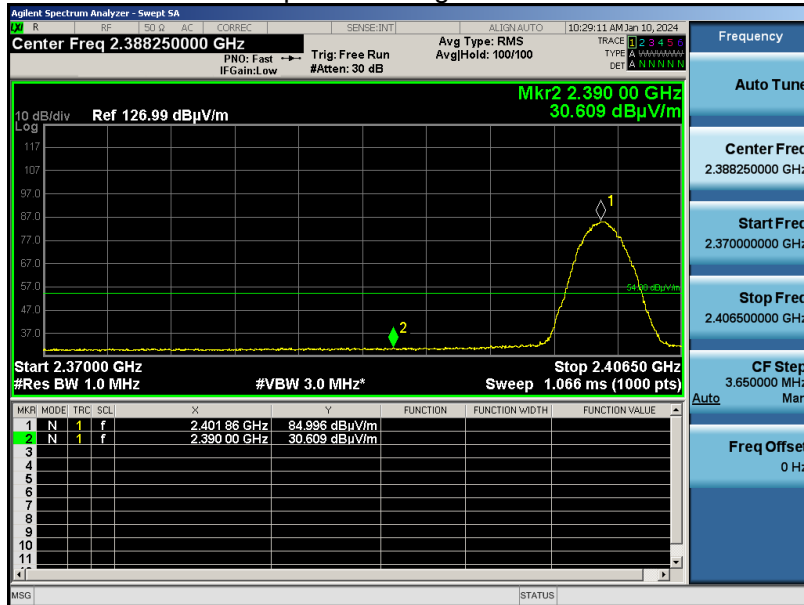 Agilent Spectrum Analyzer - Swept SA
LXI R RF 50 Ω AC CORREC SENSE:INT ALIGN AUTO 10:29:11 AM Jan 10, 2024
Center Freq 2.388250000 GHz
PNO: Fast
IFGain:Low
Trig: Free Run
#Atten: 30 dB
Avg Type: RMS
Avg|Hold: 100/100
TRACE 1 2 3 4 5 6
TYPE A
DET A N N N N N
Mkr2 2.390 00 GHz
30.609 dBµV/m
10 dB/div Ref 126.99 dBµV/m
Log
117
107
97.0
87.0
77.0
67.0
57.0
47.0
37.0
1
2
54.00 dBµV/m
Start 2.37000 GHz Stop 2.40650 GHz
#Res BW 1.0 MHz #VBW 3.0 MHz* Sweep 1.066 ms (1000 pts)
MKR MODE TRC SCL X Y FUNCTION FUNCTION WIDTH FUNCTION VALUE
1 N 1 f 2.401 86 GHz 84.996 dBµV/m
2 N 1 f 2.390 00 GHz 30.609 dBµV/m
3
4
5
6
7
8
9
10
11
MSG STATUS
Frequency
Auto Tune
Center Freq
2.388250000 GHz
Start Freq
2.370000000 GHz
Stop Freq
2.406500000 GHz
CF Step
3.650000 MHz
Auto Man
Freq Offset
0 Hz